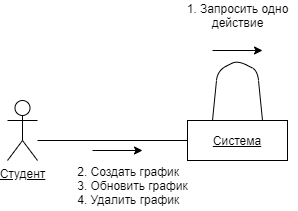 1. Запросить одно
действие
Система
Студент
2. Создать график
3. Обновить график
4. Удалить график